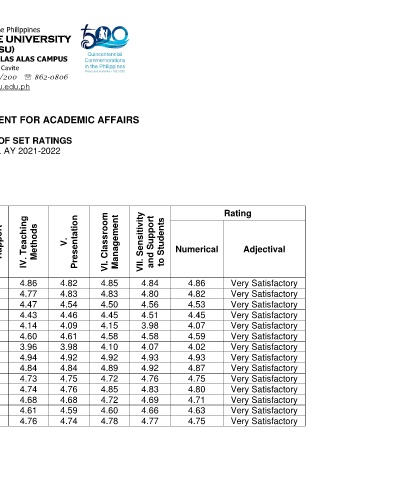 e Philippines
E UNIVERSITY
SU)
LAS ALAS CAMPUS
Cavite
/200 ☏ 862-0806
u.edu.ph
500
Quincentennial
Commemorations
in the Philippines
ENT FOR ACADEMIC AFFAIRS
OF SET RATINGS
. AY 2021-2022
IV. Teaching Methods
V. Presentation
VI. Classroom Management
VII. Sensitivity and Support to Students
Rating
Numerical Adjectival
4.86 4.82 4.85 4.84 4.86 Very Satisfactory
4.77 4.83 4.83 4.80 4.82 Very Satisfactory
4.47 4.54 4.50 4.56 4.53 Very Satisfactory
4.43 4.46 4.45 4.51 4.45 Very Satisfactory
4.14 4.09 4.15 3.98 4.07 Very Satisfactory
4.60 4.61 4.58 4.58 4.59 Very Satisfactory
3.96 3.98 4.10 4.07 4.02 Very Satisfactory
4.94 4.92 4.92 4.93 4.93 Very Satisfactory
4.84 4.84 4.89 4.92 4.87 Very Satisfactory
4.73 4.75 4.72 4.76 4.75 Very Satisfactory
4.74 4.76 4.85 4.83 4.80 Very Satisfactory
4.68 4.68 4.72 4.69 4.71 Very Satisfactory
4.61 4.59 4.60 4.66 4.63 Very Satisfactory
4.76 4.74 4.78 4.77 4.75 Very Satisfactory